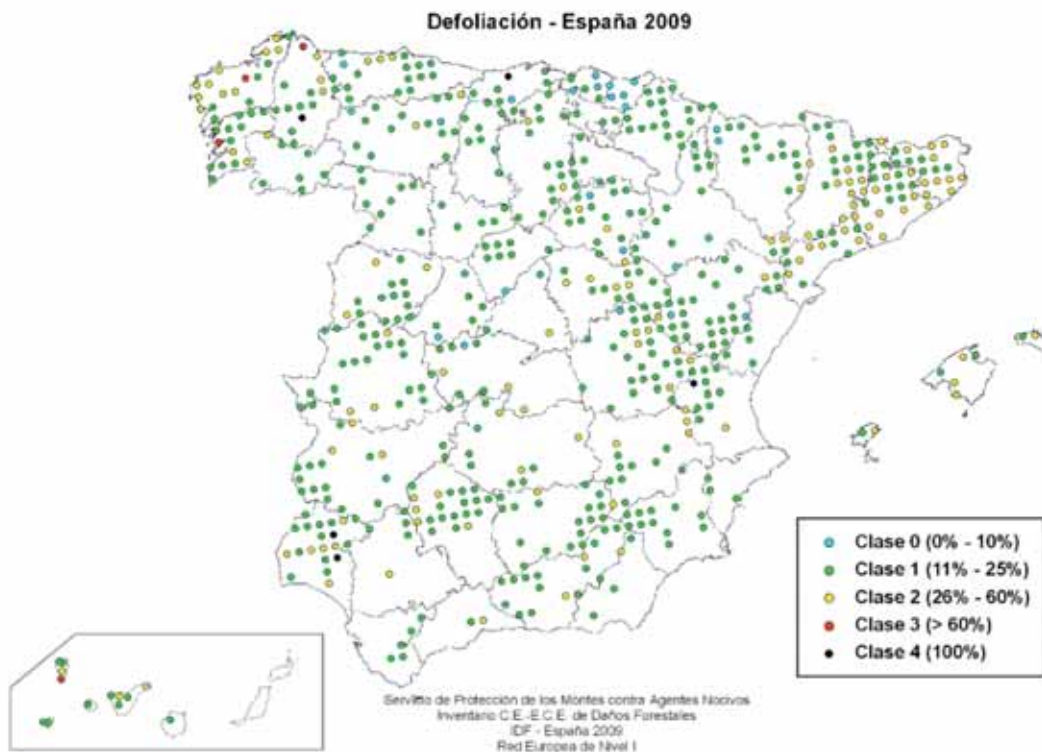 Defoliación - España 2009
Clase 0 (0% - 10%)
Clase 1 (11% - 25%)
Clase 2 (26% - 60%)
Clase 3 (> 60%)
Clase 4 (100%)
de Protección de los Montes contra Agentes Nocivos
Inventario C.E.-E.C.E. de Daños Forestales
IDF - España 2009
Red Europea de Nivel I